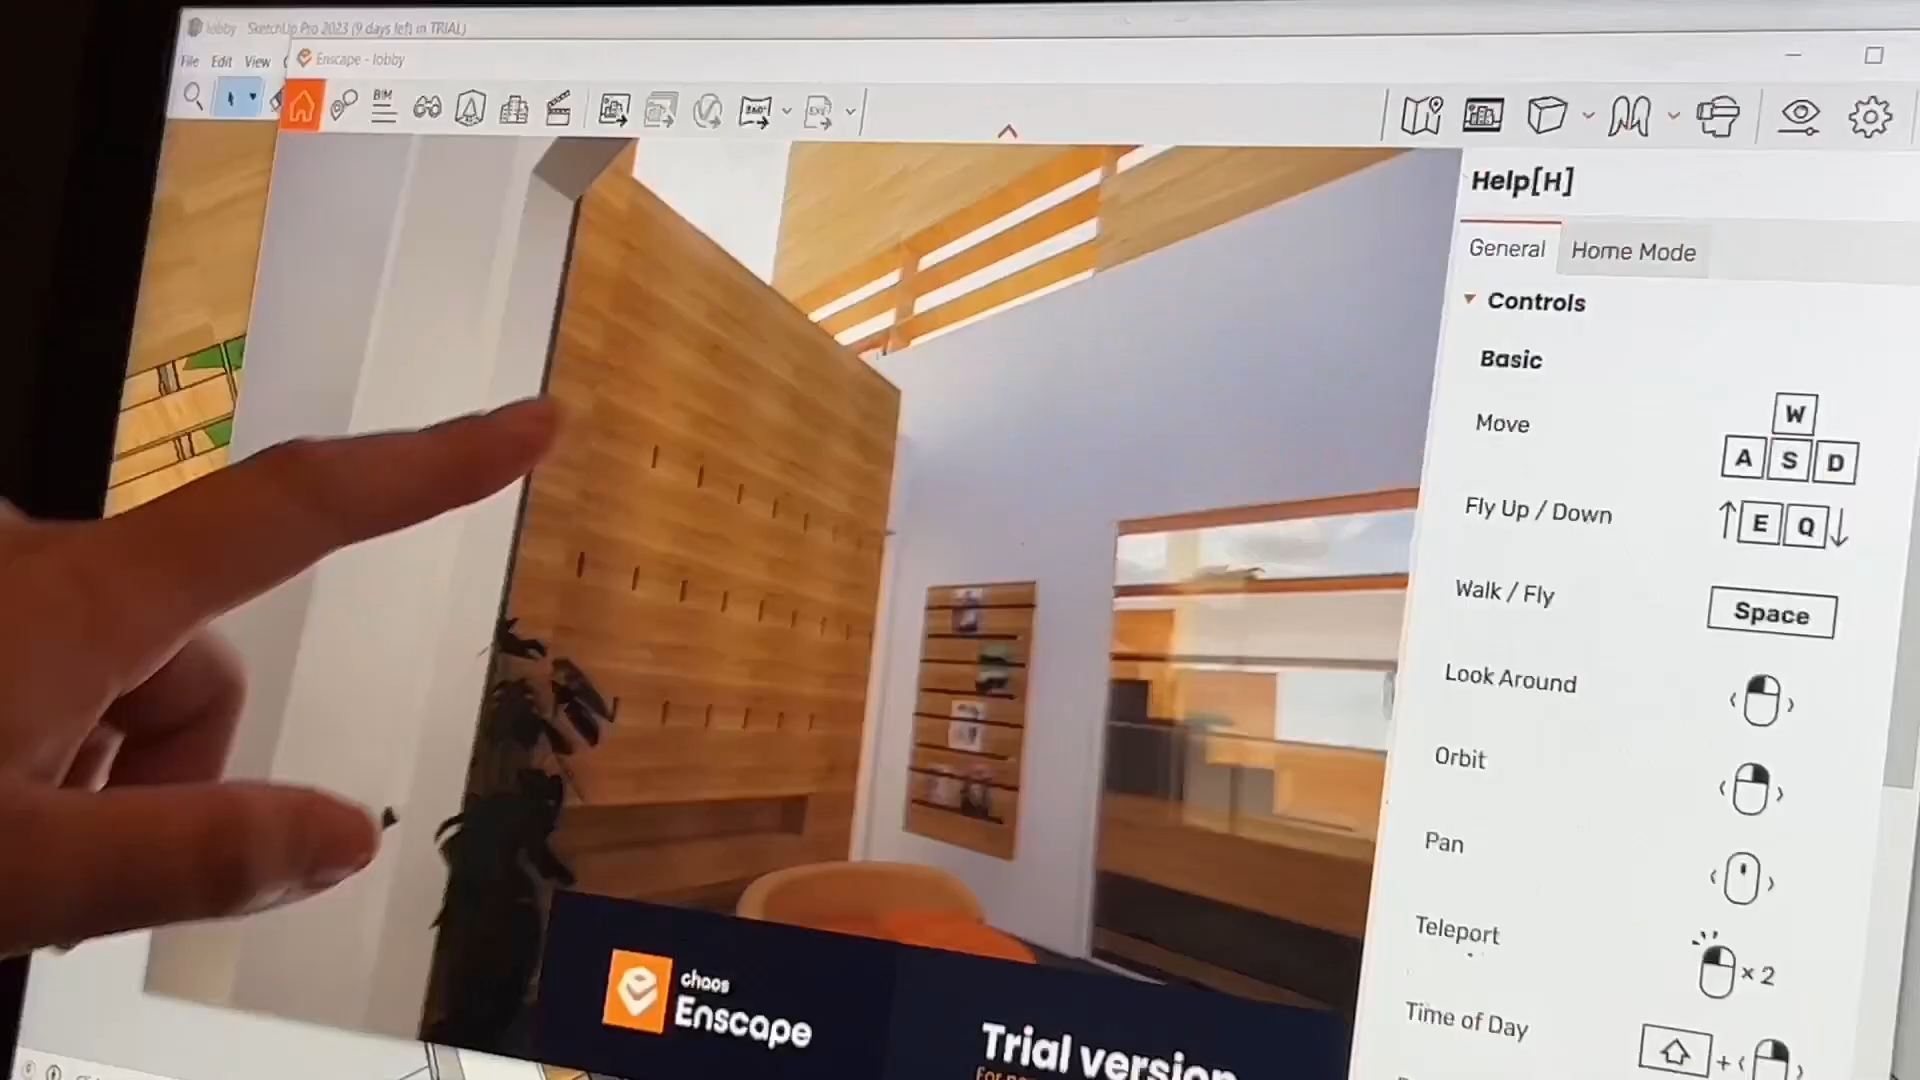 lobby - SketchUp Pro 2023 (9 days left in TRIAL)
File Edit View
Enscape - lobby
BIM
360°
EXE
Help[H]
General Home Mode
Controls
Basic
Move
W
A S D
Fly Up / Down
E Q
Walk / Fly
Space
Look Around
Orbit
Pan
Teleport
× 2
Time of Day
+
chaos
Enscape
Trial version